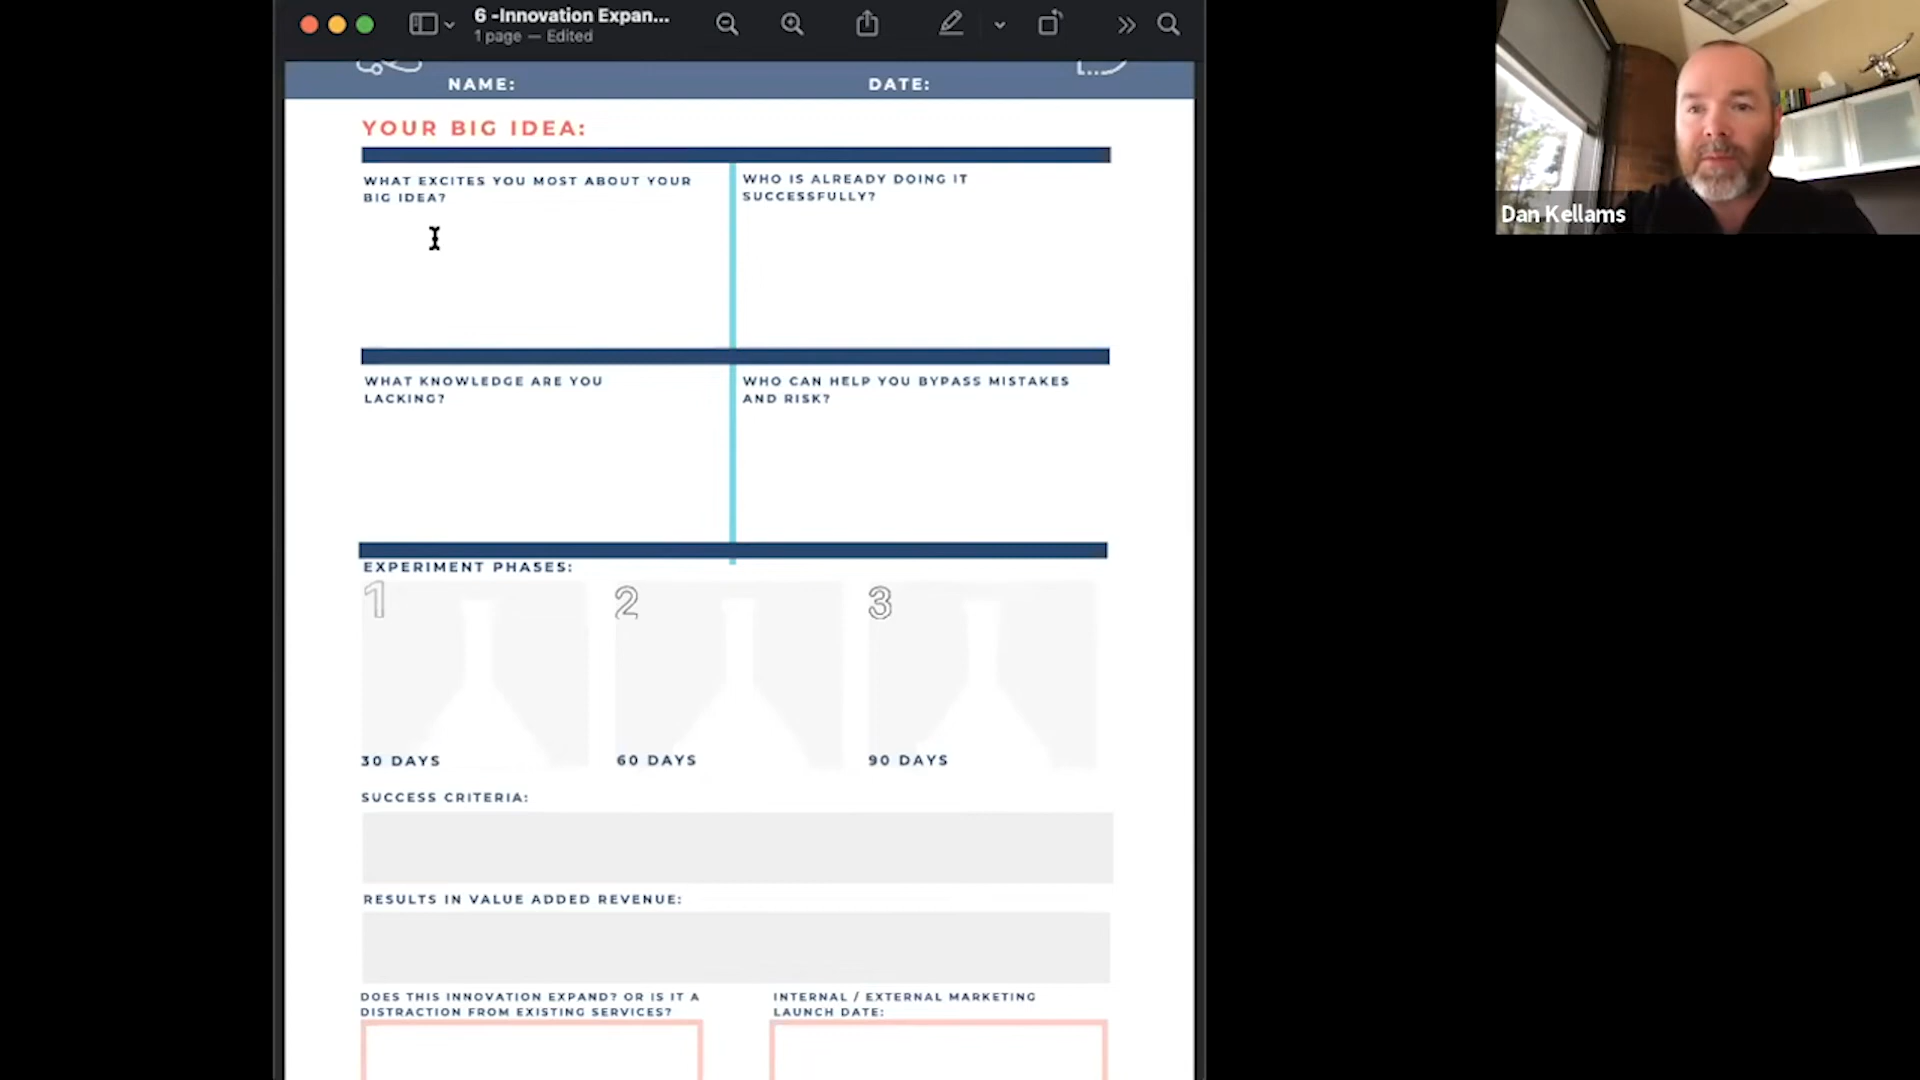 6 -Innovation Expan...
1 page — Edited
NAME:
DATE:
YOUR BIG IDEA:
WHAT EXCITES YOU MOST ABOUT YOUR
BIG IDEA?
WHO IS ALREADY DOING IT
SUCCESSFULLY?
WHAT KNOWLEDGE ARE YOU
LACKING?
WHO CAN HELP YOU BYPASS MISTAKES
AND RISK?
EXPERIMENT PHASES:
1
2
3
30 DAYS
60 DAYS
90 DAYS
SUCCESS CRITERIA:
RESULTS IN VALUE ADDED REVENUE:
DOES THIS INNOVATION EXPAND? OR IS IT A
DISTRACTION FROM EXISTING SERVICES?
INTERNAL / EXTERNAL MARKETING
LAUNCH DATE:
Dan Kellams